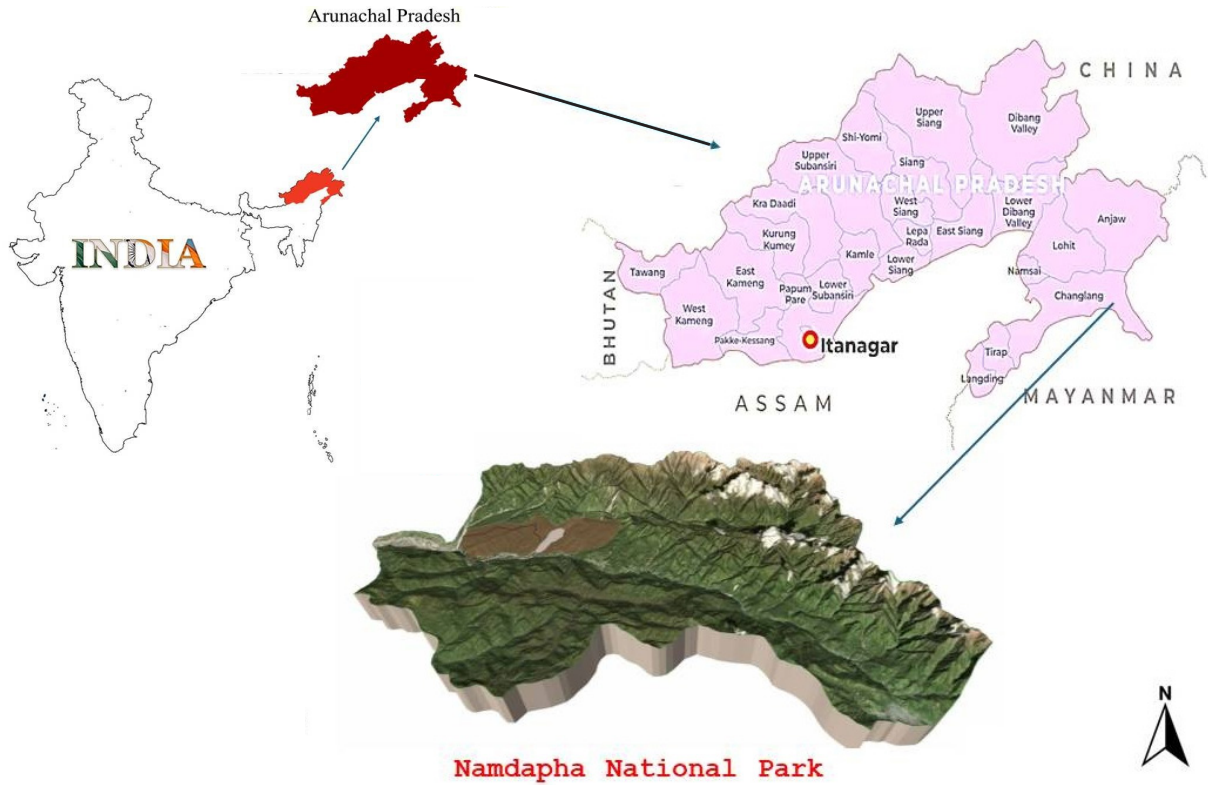 Arunachal Pradesh
INDIA
CHINA
Upper
Siang
Dibang
Valley
Shi-Yomi
Upper
Subansiri
Siang
ARUNACHAL PRADESH
Kra Daadi
West
Siang
Lower
Dibang
Valley
Anjaw
Kurung
Kumey
Lepa
Rada
East Siang
Lohit
Kamle
Lower
Siang
Namsai
Tawang
East
Kameng
Papum
Pare
Lower
Subansiri
Changlang
BHUTAN
West
Kameng
Pakke-Kessang
Itanagar
Tirap
Langding
ASSAM
MAYANMAR
N
Namdapha National Park